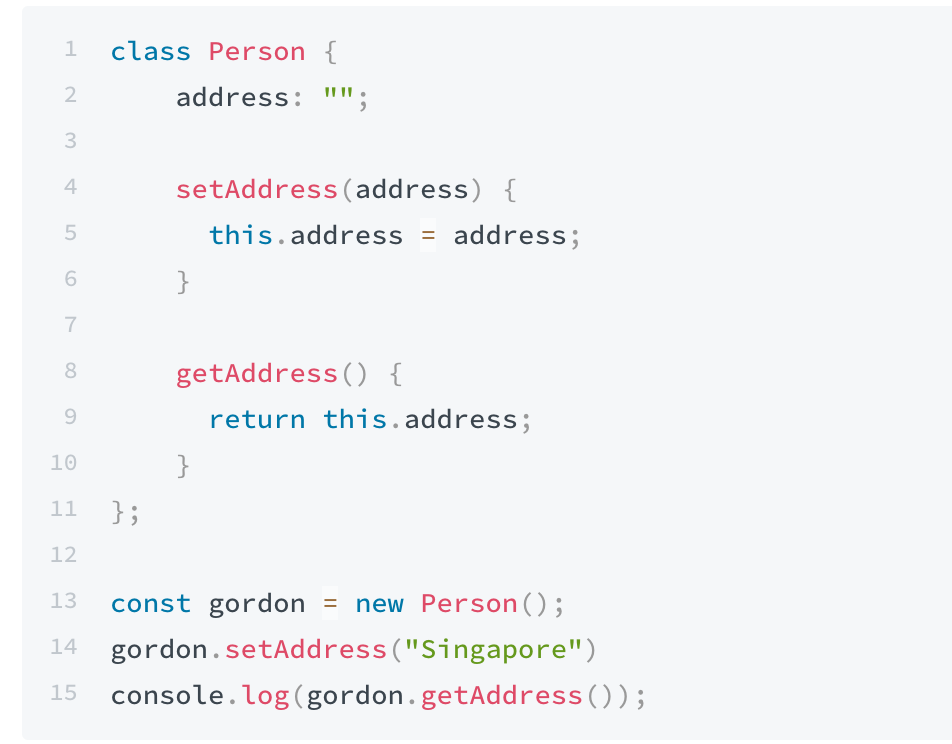 1 class Person {
2     address: "";
3
4     setAddress(address) {
5       this.address = address;
6     }
7
8     getAddress() {
9       return this.address;
10     }
11 };
12
13 const gordon = new Person();
14 gordon.setAddress("Singapore")
15 console.log(gordon.getAddress());